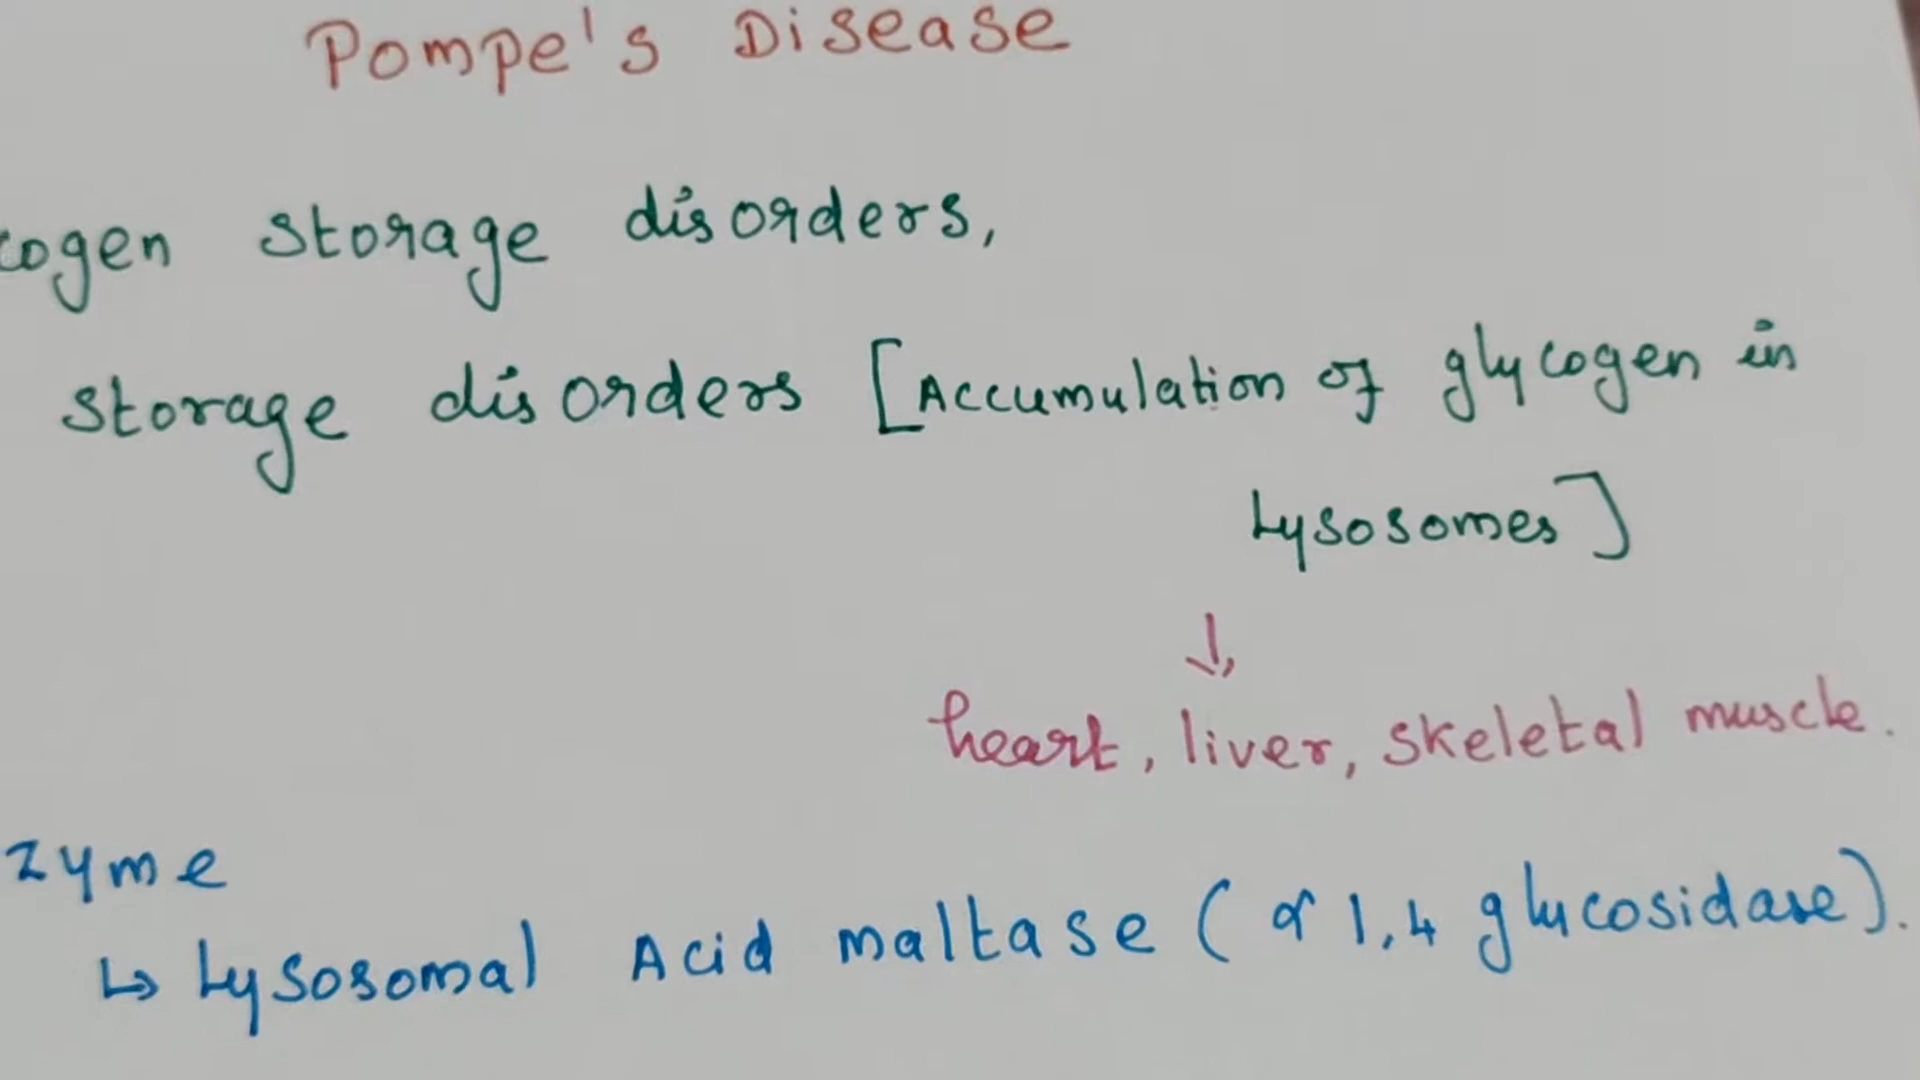 Pompe's Disease
cogen storage disorders,
storage disorders [Accumulation of glycogen in
Lysosomes]
↓
heart, liver, skeletal muscle.
zyme
↳ Lysosomal Acid maltase (α 1,4 glucosidase).